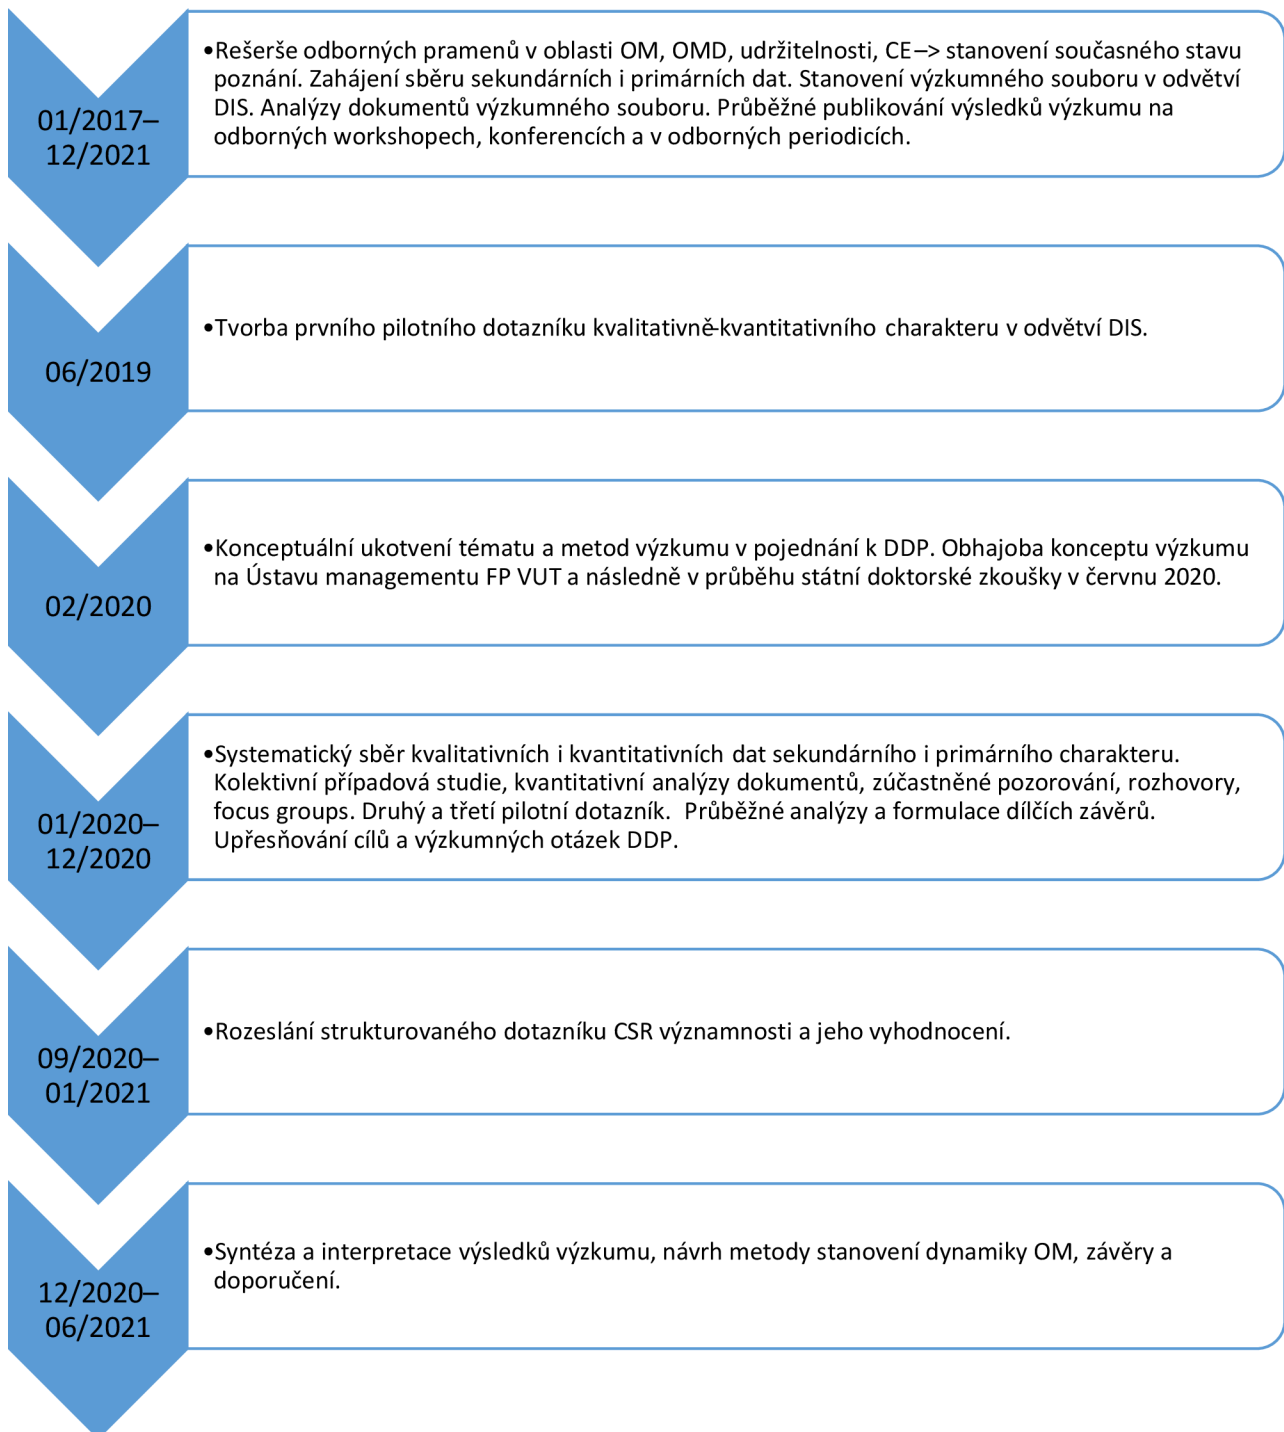 01/2017–
12/2021
•Rešerše odborných pramenů v oblasti OM, OMD, udržitelnosti, CE–> stanovení současného stavu
poznání. Zahájení sběru sekundárních i primárních dat. Stanovení výzkumného souboru v odvětví
DIS. Analýzy dokumentů výzkumného souboru. Průběžné publikování výsledků výzkumu na
odborných workshopech, konferencích a v odborných periodicích.
06/2019
•Tvorba prvního pilotního dotazníku kvalitativně-kvantitativního charakteru v odvětví DIS.
02/2020
•Konceptuální ukotvení tématu a metod výzkumu v pojednání k DDP. Obhajoba konceptu výzkumu
na Ústavu managementu FP VUT a následně v průběhu státní doktorské zkoušky v červnu 2020.
01/2020–
12/2020
•Systematický sběr kvalitativních i kvantitativních dat sekundárního i primárního charakteru.
Kolektivní případová studie, kvantitativní analýzy dokumentů, zúčastněné pozorování, rozhovory,
focus groups. Druhý a třetí pilotní dotazník. Průběžné analýzy a formulace dílčích závěrů.
Upřesňování cílů a výzkumných otázek DDP.
09/2020–
01/2021
•Rozeslání strukturovaného dotazníku CSR významnosti a jeho vyhodnocení.
12/2020–
06/2021
•Syntéza a interpretace výsledků výzkumu, návrh metody stanovení dynamiky OM, závěry a
doporučení.